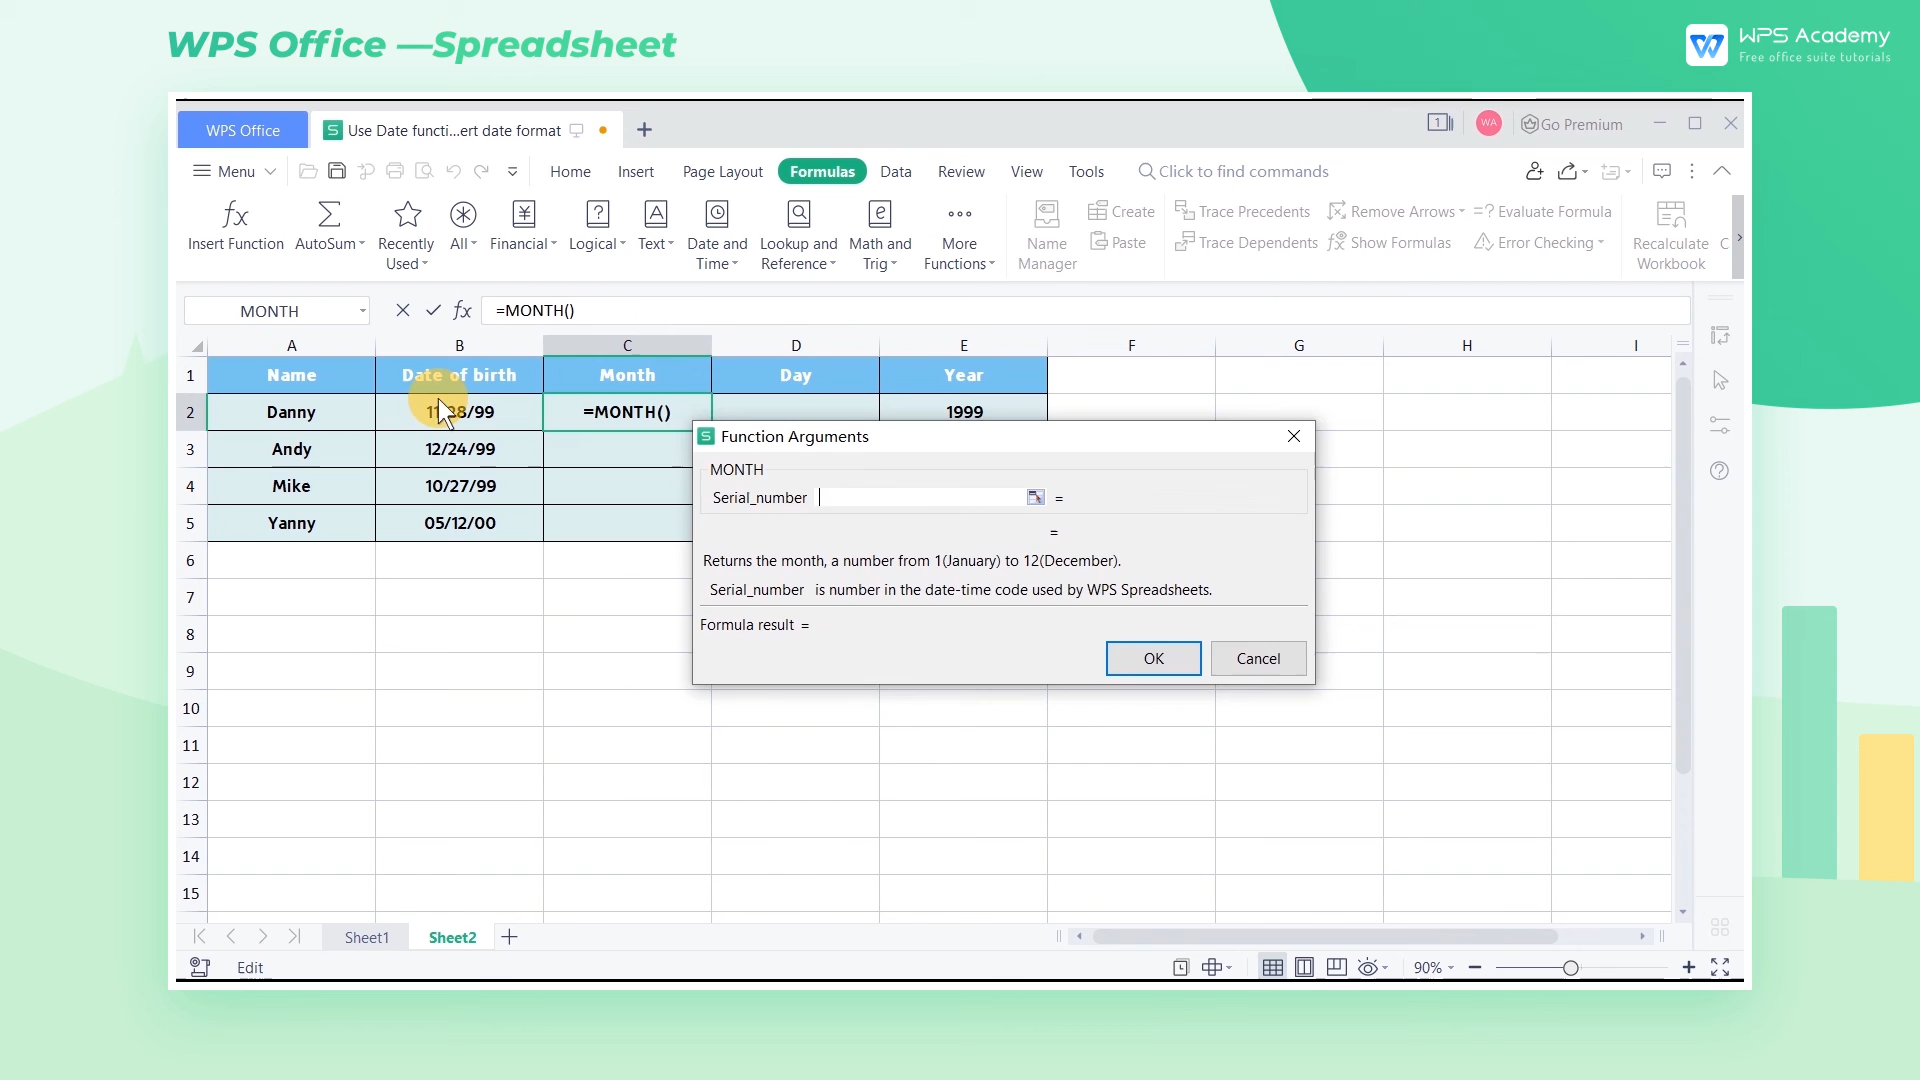 WPS Office —Spreadsheet
WPS Academy
Free office suite tutorials
WPS Office
Use Date functi...ert date format
1
WA
Go Premium
Menu
Home
Insert
Page Layout
Formulas
Data
Review
View
Tools
Click to find commands
Insert Function
AutoSum
Recently Used
All
Financial
Logical
Text
Date and Time
Lookup and Reference
Math and Trig
More Functions
Name Manager
Create
Paste
Trace Precedents
Trace Dependents
Remove Arrows
Show Formulas
Evaluate Formula
Error Checking
Recalculate Workbook
C
MONTH
fx
=MONTH()
A B C D E F G H I
1 Name Date of birth Month Day Year
2 Danny 11/28/99 =MONTH() 1999
3 Andy 12/24/99
4 Mike 10/27/99
5 Yanny 05/12/00
6
7
8
9
10
11
12
13
14
15
Function Arguments
MONTH
Serial_number =
=
Returns the month, a number from 1(January) to 12(December).
Serial_number is number in the date-time code used by WPS Spreadsheets.
Formula result =
OK
Cancel
Sheet1
Sheet2
Edit
90%